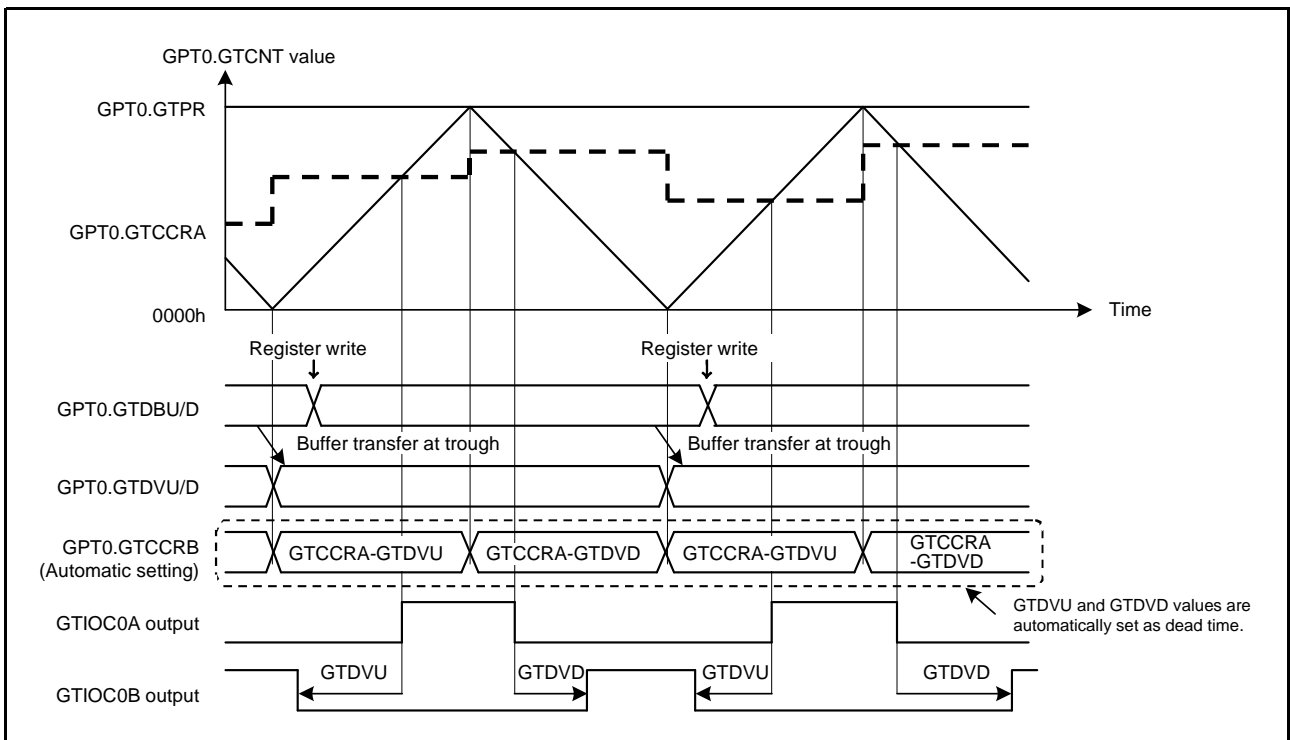 GPT0.GTCNT value
GPT0.GTPR
GPT0.GTCCRA
0000h
Time
Register write
Register write
GPT0.GTDBU/D
Buffer transfer at trough
Buffer transfer at trough
GPT0.GTDVU/D
GPT0.GTCCRB
(Automatic setting)
GTCCRA-GTDVU
GTCCRA-GTDVD
GTCCRA-GTDVU
GTCCRA
-GTDVD
GTDVU and GTDVD values are
automatically set as dead time.
GTIOC0A output
GTDVU
GTDVD
GTDVU
GTDVD
GTIOC0B output